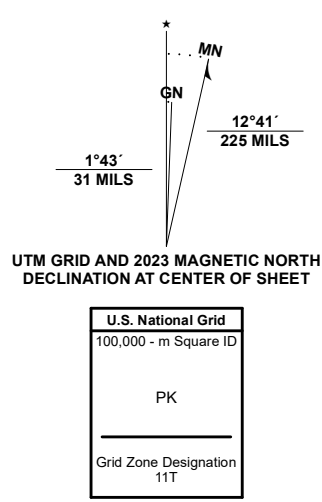 ★
MN
GN
12°41´
225 MILS
1°43´
31 MILS
UTM GRID AND 2023 MAGNETIC NORTH
DECLINATION AT CENTER OF SHEET
U.S. National Grid
100,000 - m Square ID
PK
Grid Zone Designation
11T